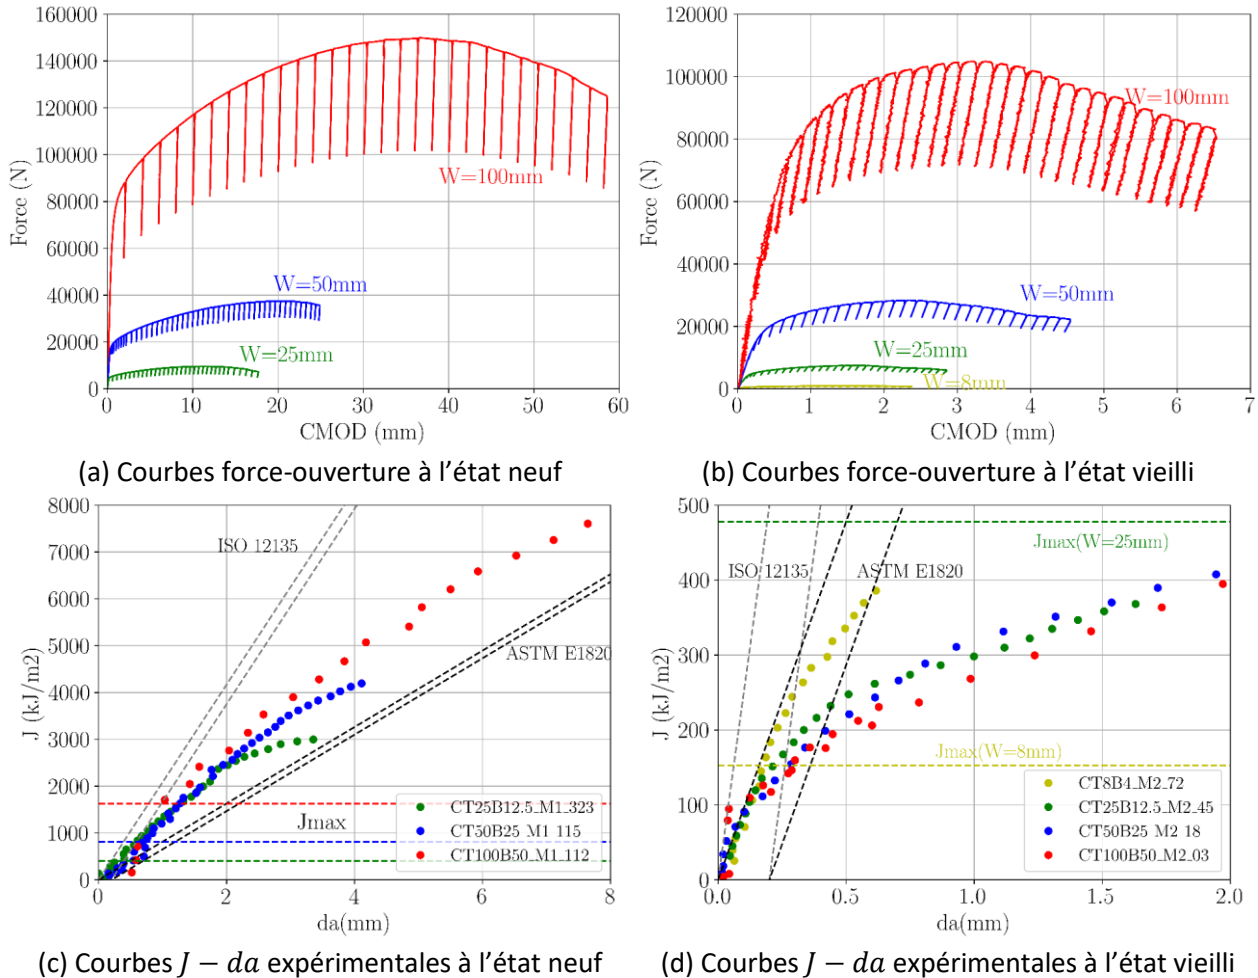 160000
140000
120000
100000
80000
60000
40000
20000
0
Force (N)
W=100mm
W=50mm
W=25mm
0 10 20 30 40 50 60
CMOD (mm)
(a) Courbes force-ouverture à l'état neuf
120000
100000
80000
60000
40000
20000
0
Force (N)
W=100mm
W=50mm
W=25mm
W=8mm
0 1 2 3 4 5 6 7
CMOD (mm)
(b) Courbes force-ouverture à l'état vieilli
8000
7000
6000
5000
4000
3000
2000
1000
0
J (kJ/m2)
ISO 12135
ASTM E1820
Jmax
CT25B12.5_M1_323
CT50B25_M1_115
CT100B50_M1_112
0 2 4 6 8
da(mm)
(c) Courbes J − da expérimentales à l'état neuf
500
400
300
200
100
0
J (kJ/m2)
Jmax(W=25mm)
ISO 12135
ASTM E1820
Jmax(W=8mm)
CT8B4_M2_72
CT25B12.5_M2_45
CT50B25_M2_18
CT100B50_M2_03
0.0 0.5 1.0 1.5 2.0
da(mm)
(d) Courbes J − da expérimentales à l'état vieilli